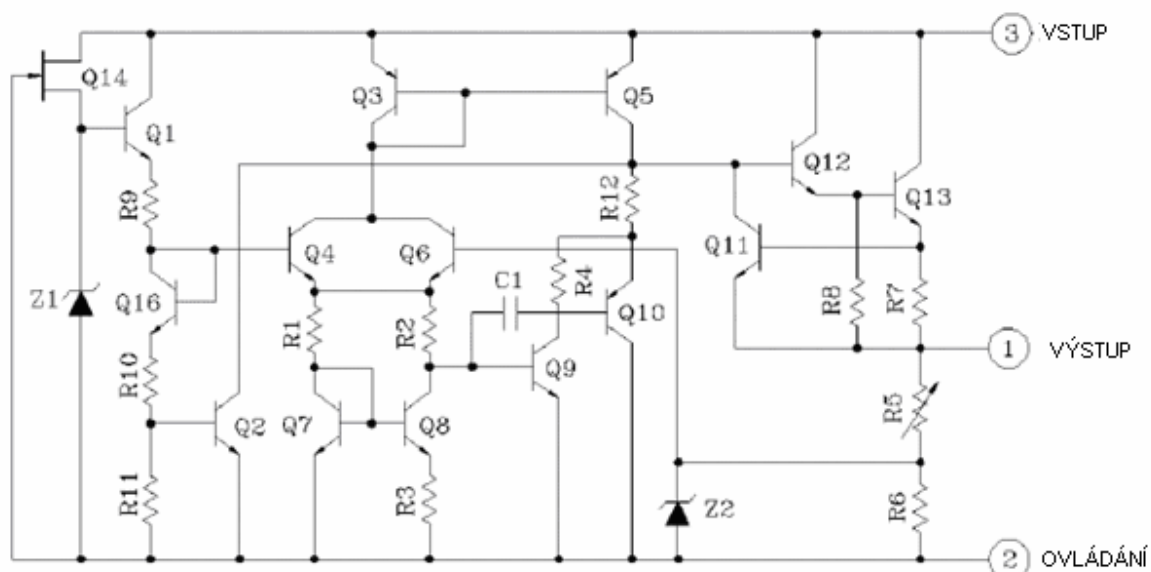 3 VSTUP
Q14
Q3
Q5
Q1
Q12
R9
R12
Q13
Q4
Q6
Q11
C1
R4
Z1
Q16
R1
R2
Q10
R8
R7
1 VÝSTUP
R10
Q9
R5
Q2
Q7
Q8
R11
R3
Z2
R6
2 OVLÁDÁNÍ